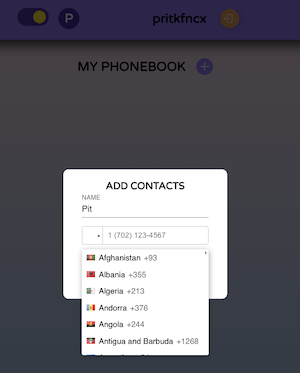 P
pritkfncx
MY PHONEBOOK +
ADD CONTACTS
NAME
Pit
1 (702) 123-4567
Afghanistan +93
Albania +355
Algeria +213
Andorra +376
Angola +244
Antigua and Barbuda +1268